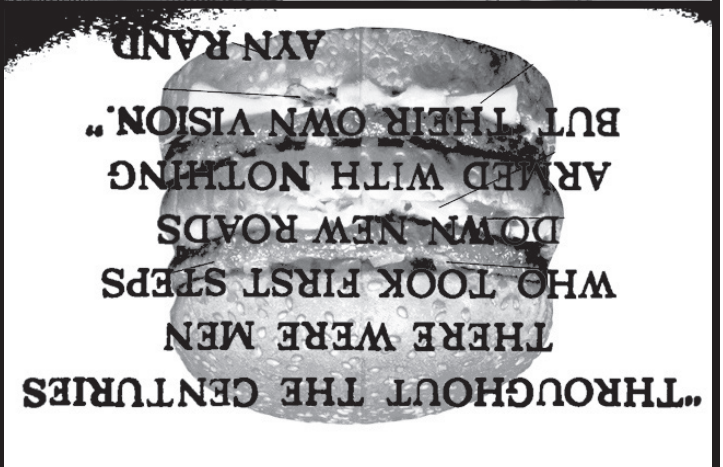 "THROUGHOUT THE CENTURIES
THERE WERE MEN
WHO TOOK FIRST STEPS
DOWN NEW ROADS
ARMED WITH NOTHING
BUT THEIR OWN VISION."
AYN RAND